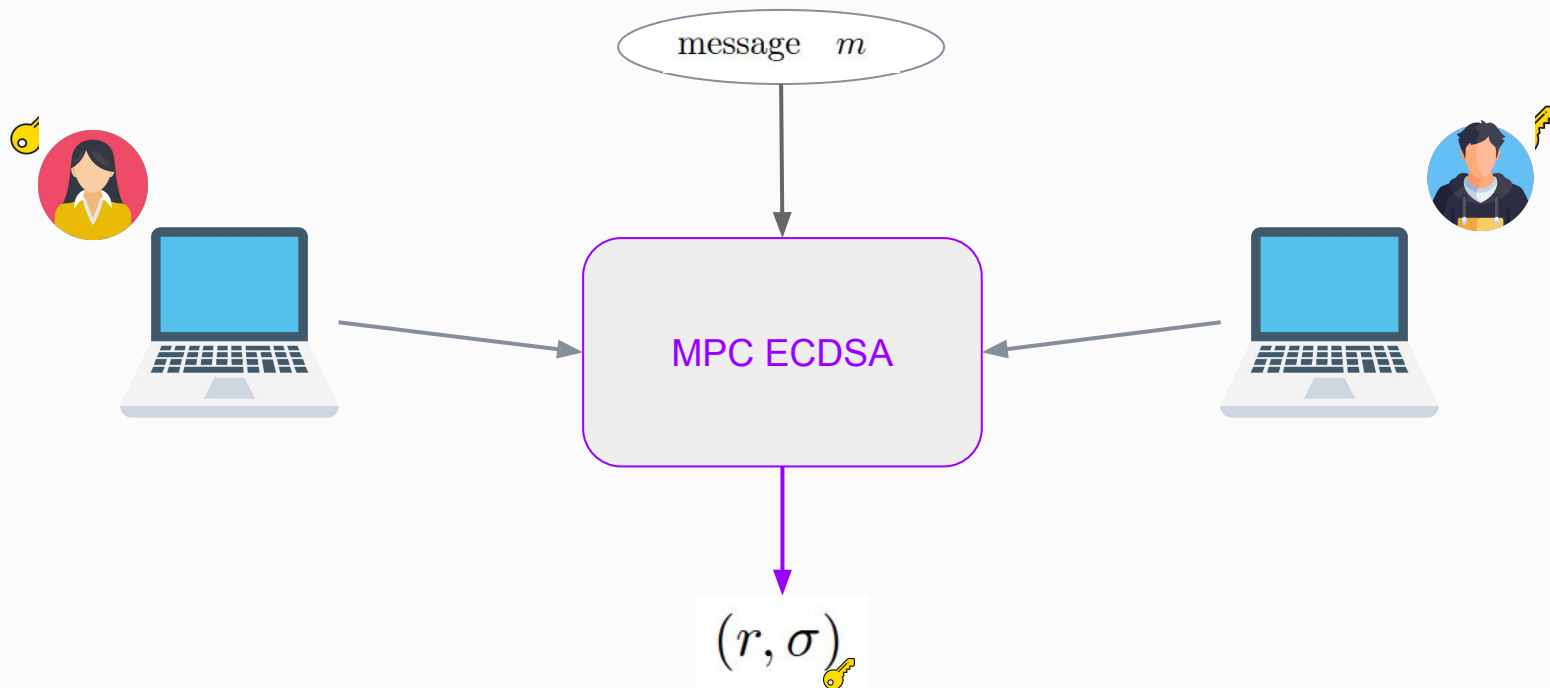 message m
MPC ECDSA
(r, σ)